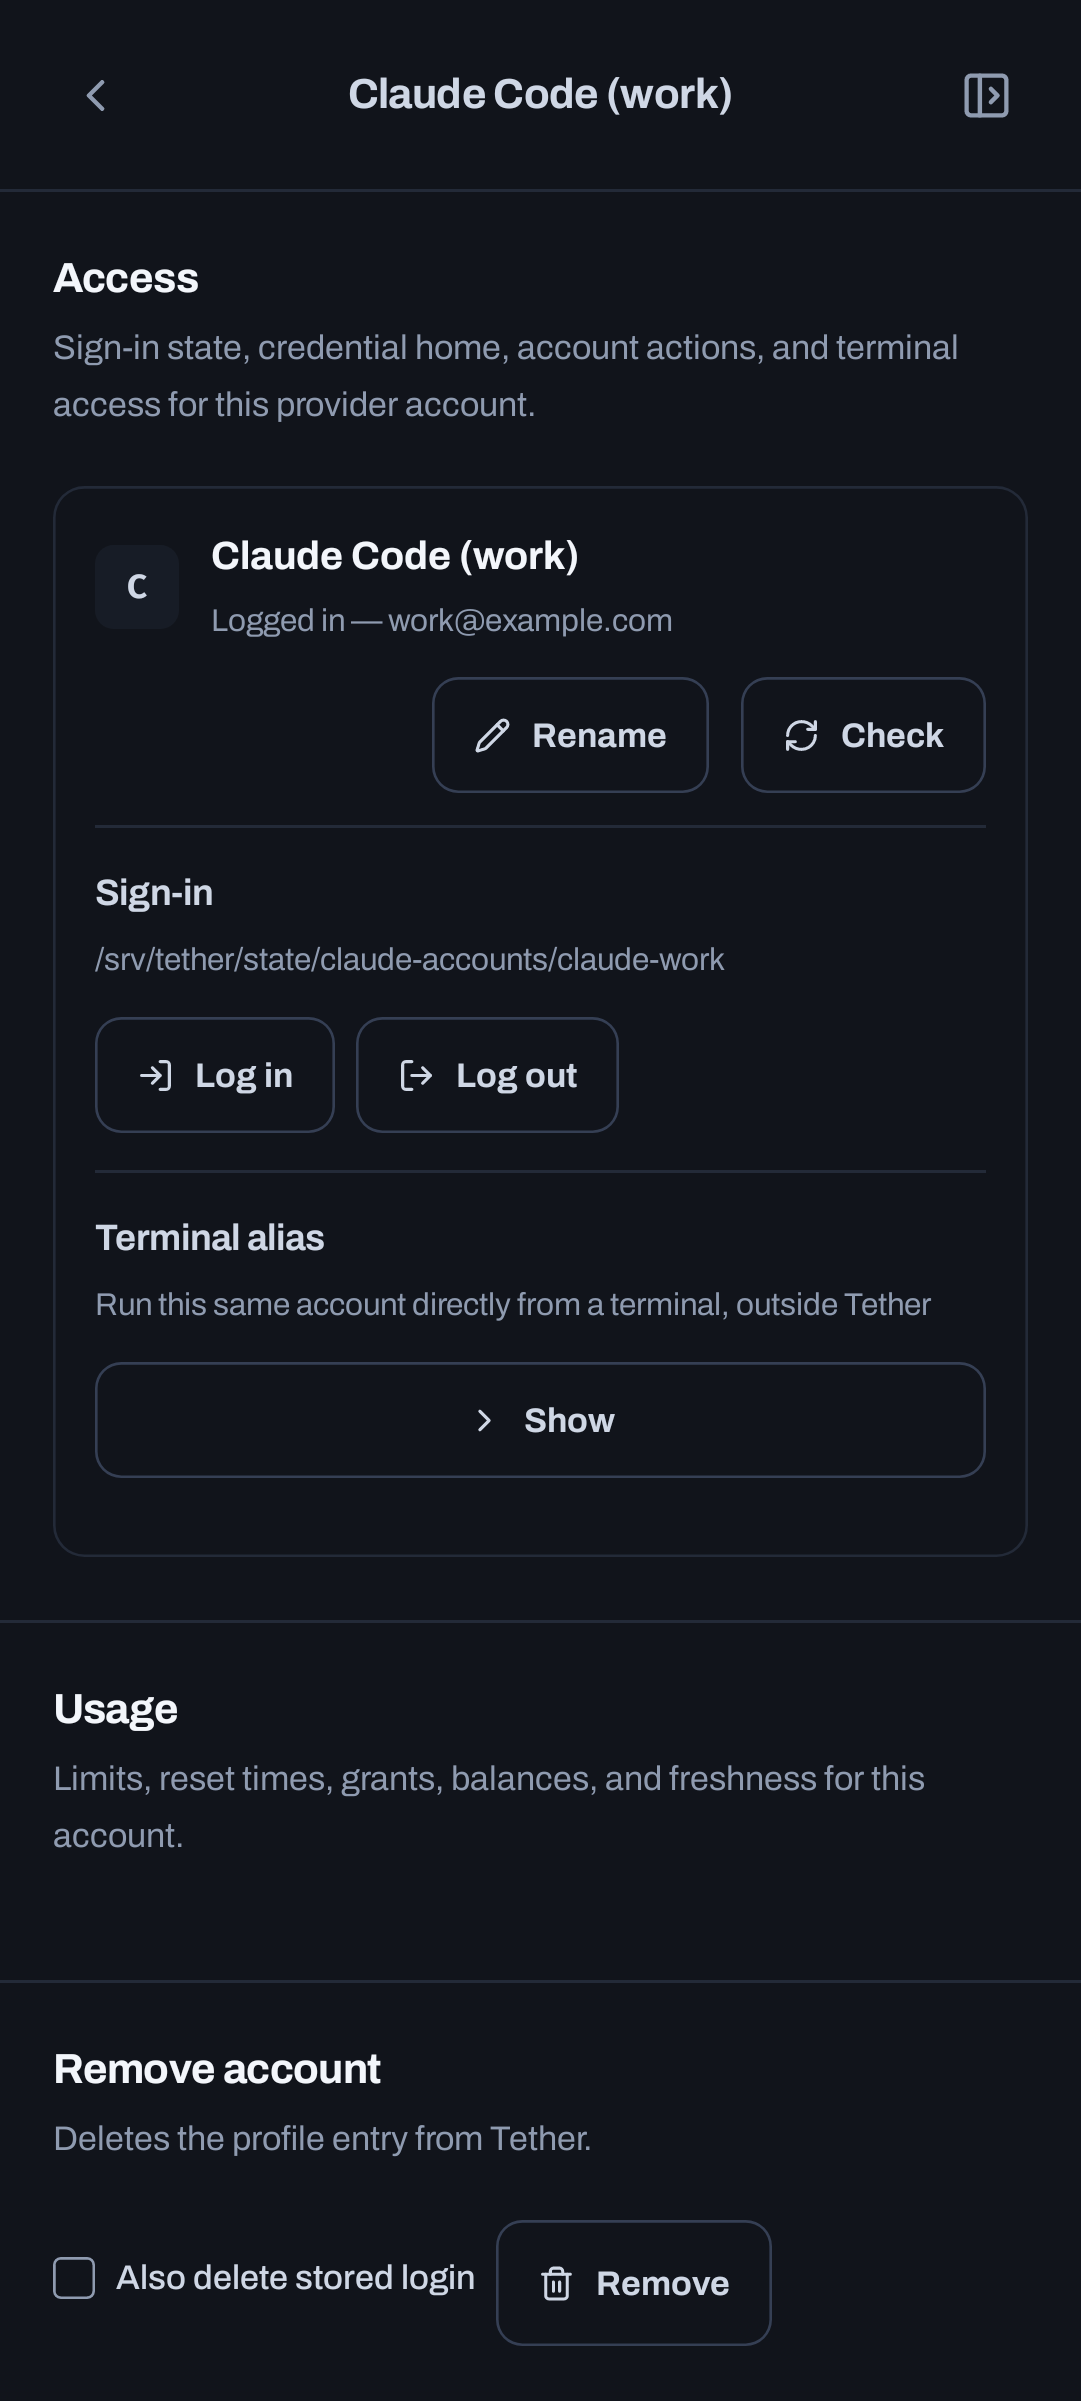 Claude Code (work)
Access
Sign-in state, credential home, account actions, and terminal
access for this provider account.
C
Claude Code (work)
Logged in — work@example.com
Rename
Check
Sign-in
/srv/tether/state/claude-accounts/claude-work
Log in
Log out
Terminal alias
Run this same account directly from a terminal, outside Tether
Show
Usage
Limits, reset times, grants, balances, and freshness for this
account.
Remove account
Deletes the profile entry from Tether.
Also delete stored login
Remove